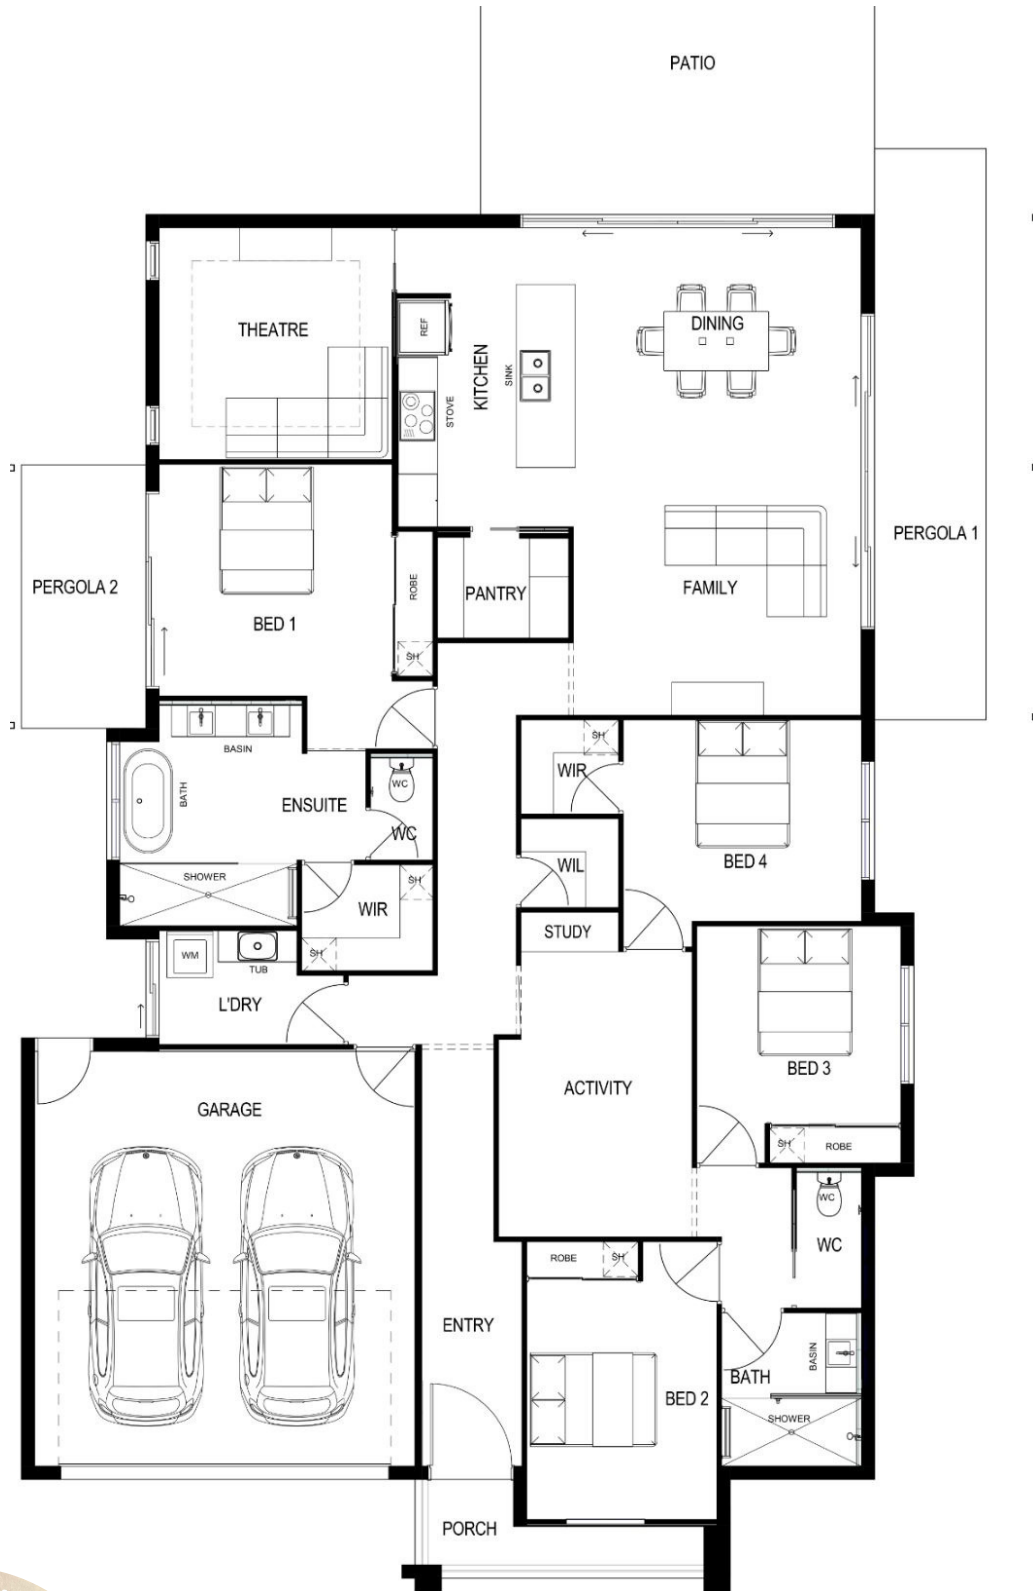 PATIO
THEATRE
REF
KITCHEN
SINK
STOVE
DINING
PERGOLA 1
PERGOLA 2
BED 1
ROBE
SH
PANTRY
FAMILY
BASIN
BATH
ENSUITE
WC
WC
SH
WIR
BED 4
WIL
SHOWER
SH
WIR
SH
STUDY
WM
TUB
L'DRY
BED 3
SH
ROBE
ACTIVITY
GARAGE
WC
WC
ROBE
SH
ENTRY
BED 2
BASIN
BATH
SHOWER
PORCH